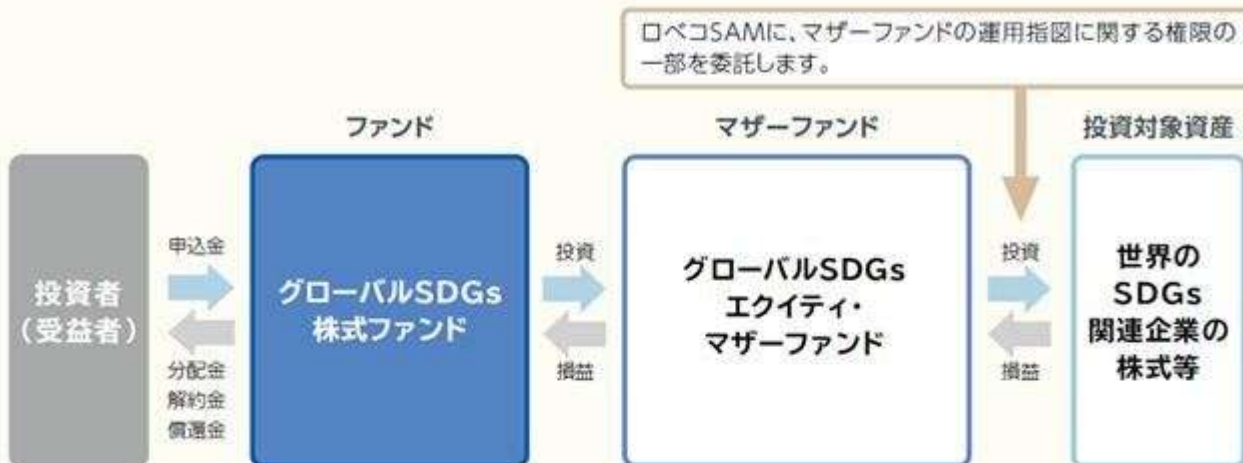 ロベコSAMに、マザーファンドの運用指図に関する権限の
一部を委託します。
ファンド
マザーファンド
投資対象資産
投資者
（受益者）
申込金
分配金
解約金
償還金
グローバルSDGs
株式ファンド
投資
損益
グローバルSDGs
エクイティ・
マザーファンド
投資
損益
世界の
SDGs
関連企業の
株式等